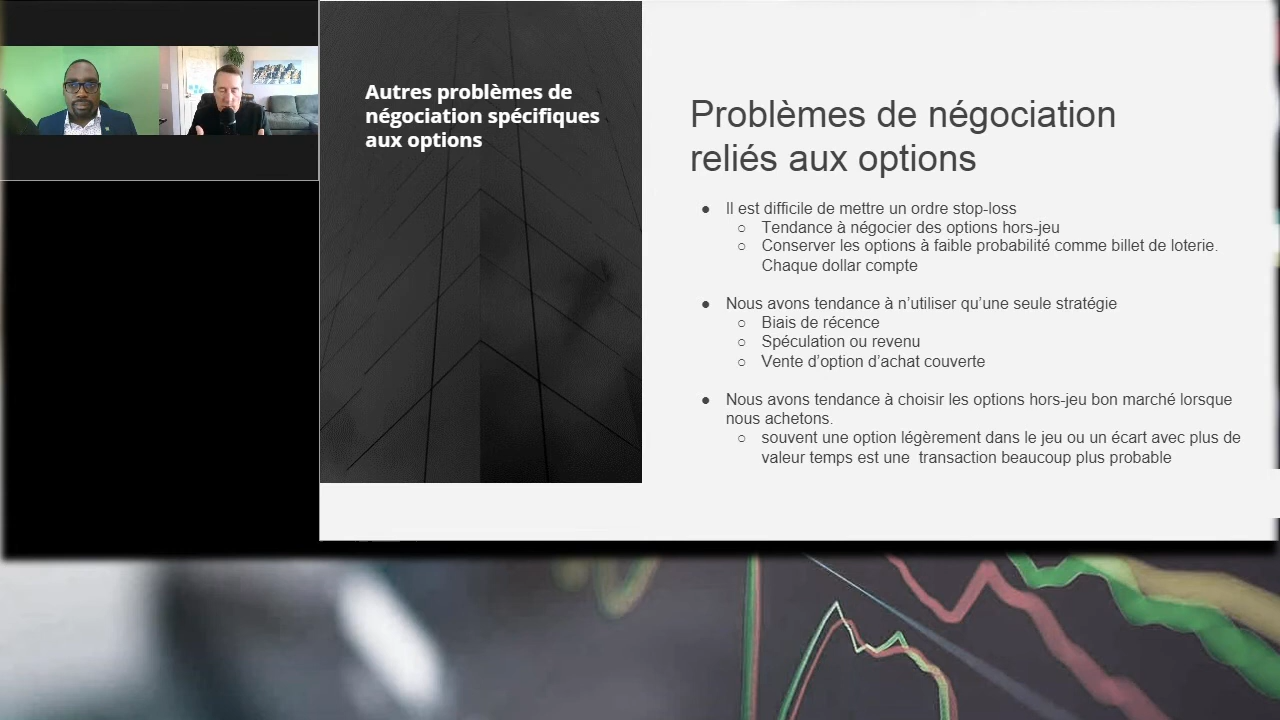 Autres problèmes de
négociation spécifiques
aux options
Problèmes de négociation
reliés aux options
● Il est difficile de mettre un ordre stop-loss
○ Tendance à négocier des options hors-jeu
○ Conserver les options à faible probabilité comme billet de loterie.
Chaque dollar compte
● Nous avons tendance à n’utiliser qu’une seule stratégie
○ Biais de récence
○ Spéculation ou revenu
○ Vente d’option d’achat couverte
● Nous avons tendance à choisir les options hors-jeu bon marché lorsque
nous achetons.
○ souvent une option légèrement dans le jeu ou un écart avec plus de
valeur temps est une transaction beaucoup plus probable